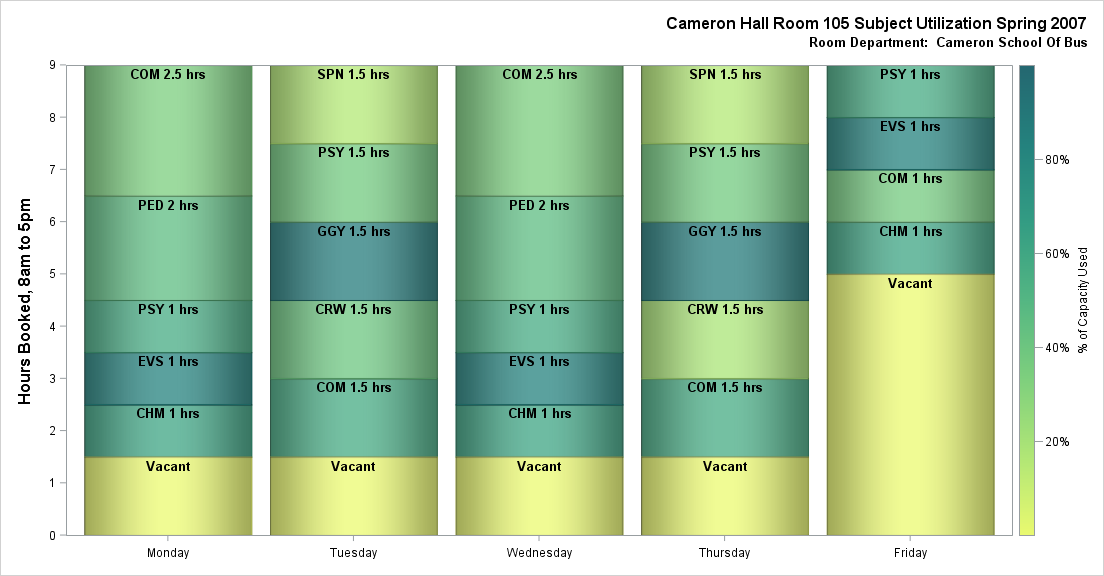 Cameron Hall Room 105 Subject Utilization Spring 2007
Room Department:  Cameron School Of Bus
Hours Booked, 8am to 5pm
9
8
7
6
5
4
3
2
1
0
COM 2.5 hrs
PED 2 hrs
PSY 1 hrs
EVS 1 hrs
CHM 1 hrs
Vacant
Monday
SPN 1.5 hrs
PSY 1.5 hrs
GGY 1.5 hrs
CRW 1.5 hrs
COM 1.5 hrs
Vacant
Tuesday
COM 2.5 hrs
PED 2 hrs
PSY 1 hrs
EVS 1 hrs
CHM 1 hrs
Vacant
Wednesday
SPN 1.5 hrs
PSY 1.5 hrs
GGY 1.5 hrs
CRW 1.5 hrs
COM 1.5 hrs
Vacant
Thursday
PSY 1 hrs
EVS 1 hrs
COM 1 hrs
CHM 1 hrs
Vacant
Friday
80%
60%
40%
20%
% of Capacity Used